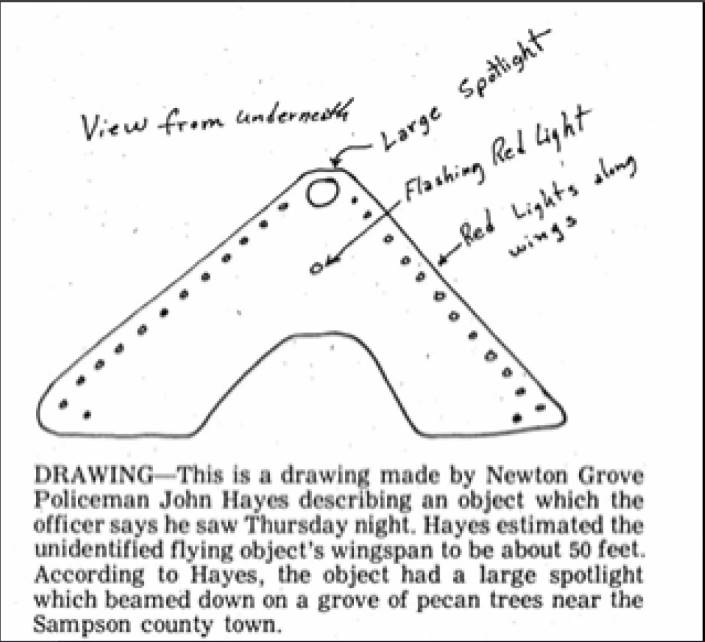 View from underneath
Large Spotlight
Flashing Red Light
Red Lights along
wings
DRAWING—This is a drawing made by Newton Grove
Policeman John Hayes describing an object which the
officer says he saw Thursday night. Hayes estimated the
unidentified flying object's wingspan to be about 50 feet.
According to Hayes, the object had a large spotlight
which beamed down on a grove of pecan trees near the
Sampson county town.